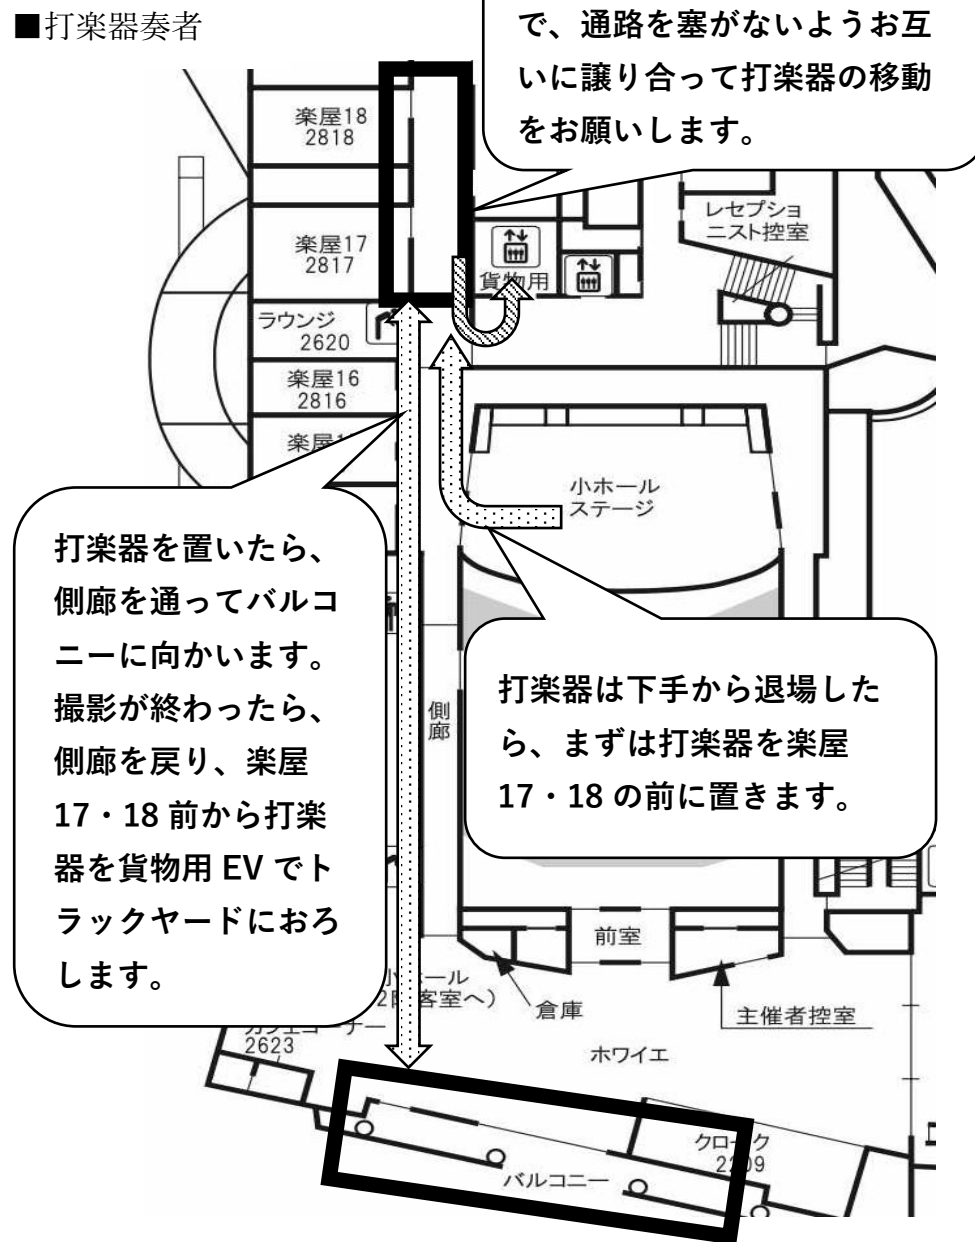 ■打楽器奏者
で、通路を塞がないようお互
いに譲り合って打楽器の移動
をお願いします。
楽屋18
2818
レセプショ
ニスト控室
楽屋17
2817
貨物用
ラウンジ
2620
楽屋16
2816
楽屋
小ホール
ステージ
打楽器を置いたら、
側廊を通ってバルコ
ニーに向かいます。
撮影が終わったら、
側廊を戻り、楽屋
17・18 前から打楽
器を貨物用 EV でト
ラックヤードにおろ
します。
側
廊
打楽器は下手から退場した
ら、まずは打楽器を楽屋
17・18 の前に置きます。
前室
倉庫
主催者控室
2623
ホワイエ
クローク
2209
バルコニー